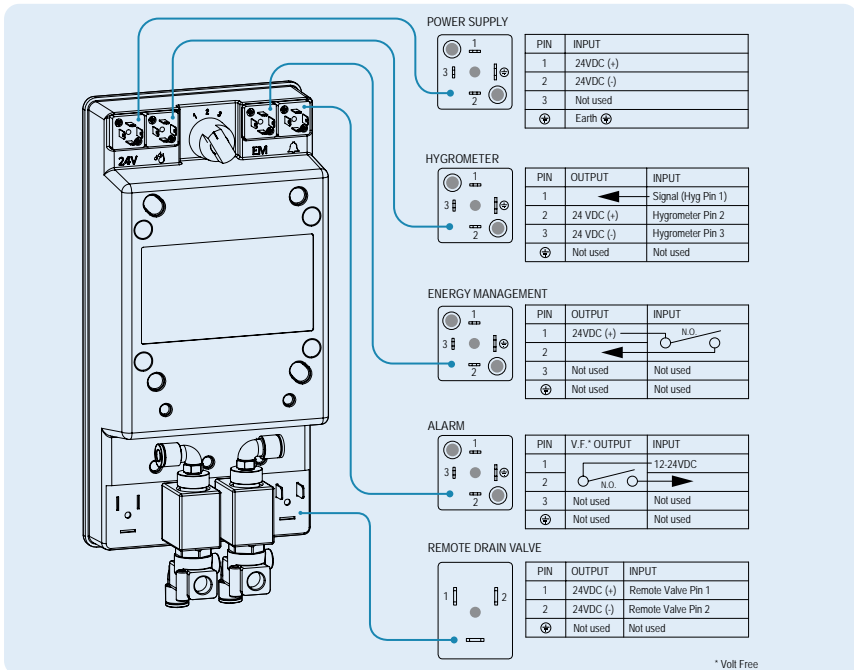 POWER SUPPLY
1
3
2
PIN INPUT
1 24VDC (+)
2 24VDC (-)
3 Not used
Earth
1 2 3
24V EM
HYGROMETER
1
3
2
PIN OUTPUT INPUT
1 Signal (Hyg Pin 1)
2 24 VDC (+) Hygrometer Pin 2
3 24 VDC (-) Hygrometer Pin 3
Not used Not used
ENERGY MANAGEMENT
1
3
2
PIN OUTPUT INPUT
1 24VDC (+) N.O.
2
3 Not used Not used
Not used Not used
ALARM
1
3
2
PIN V.F.* OUTPUT INPUT
1 12-24VDC
2 N.O.
3 Not used Not used
Not used Not used
REMOTE DRAIN VALVE
1 2
PIN OUTPUT INPUT
1 24VDC (+) Remote Valve Pin 1
2 24VDC (-) Remote Valve Pin 2
Not used Not used
* Volt Free